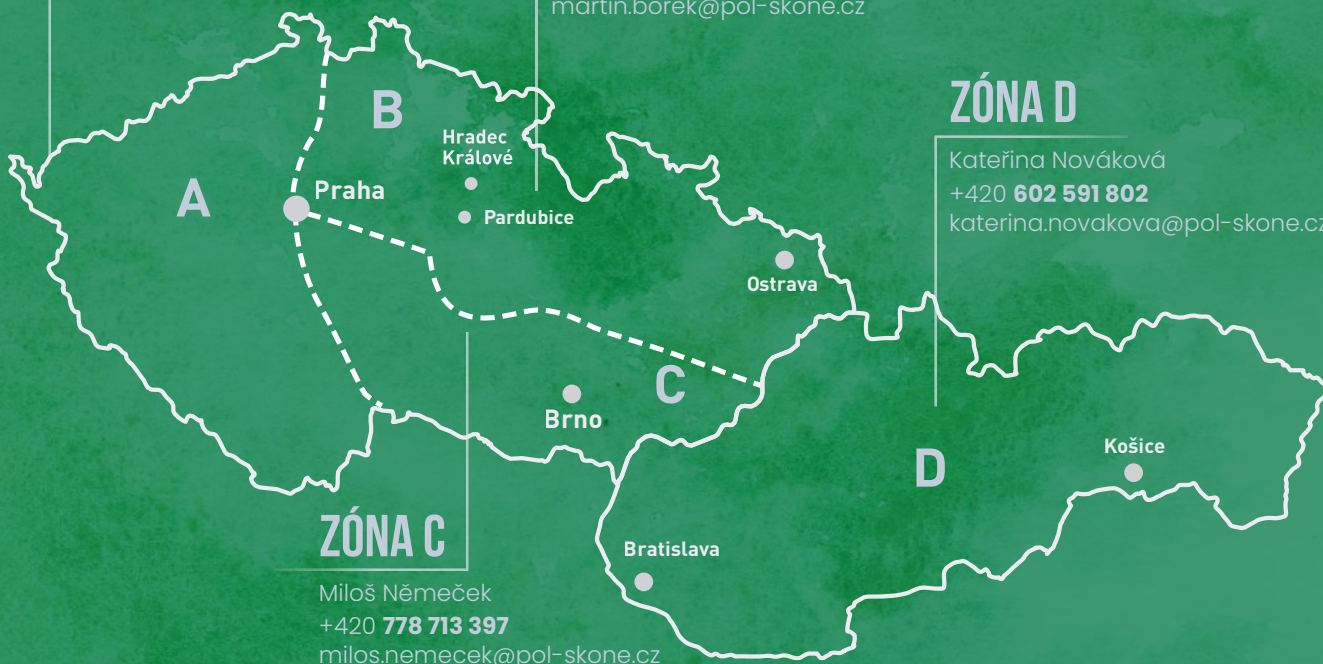 martin.borek@pol-skone.cz
ZÓNA D
Kateřina Nováková
+420 602 591 802
katerina.novakova@pol-skone.cz
B
Hradec
Králové
A
Praha
Pardubice
Ostrava
C
Brno
D
Košice
ZÓNA C
Miloš Němeček
+420 778 713 397
milos.nemecek@pol-skone.cz
Bratislava